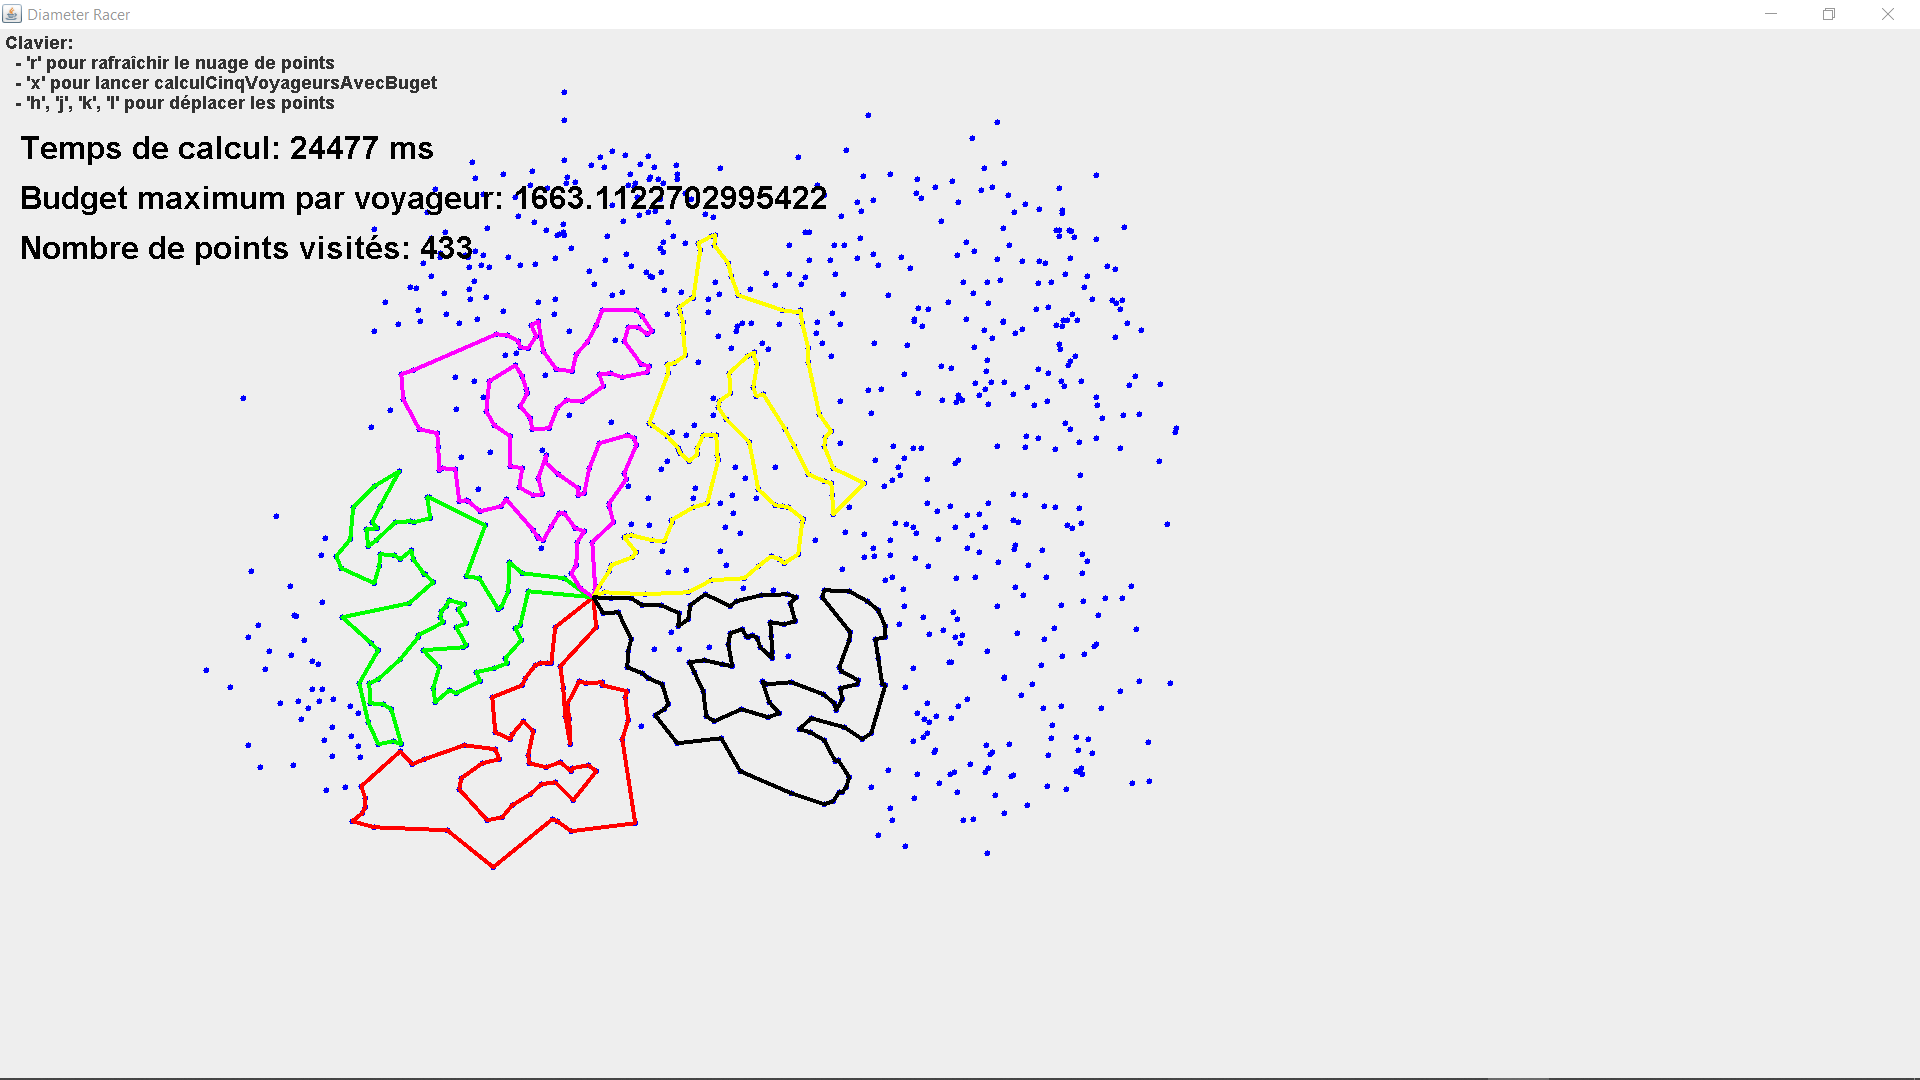 Diameter Racer
Clavier:
- 'r' pour rafraîchir le nuage de points
- 'x' pour lancer calculCinqVoyageursAvecBuget
- 'h', 'j', 'k', 'l' pour déplacer les points
Temps de calcul: 24477 ms
Budget maximum par voyageur: 1663.1122702995422
Nombre de points visités: 433